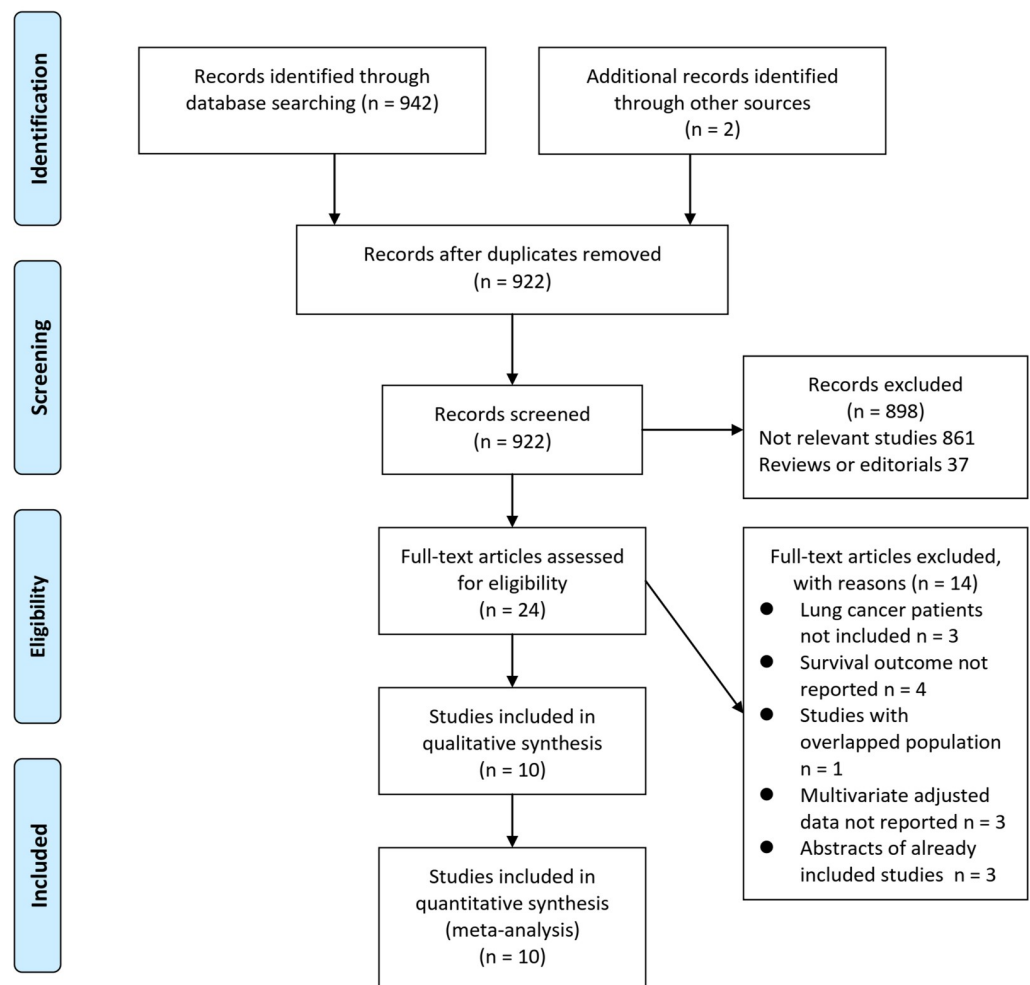 Identification
Records identified through
database searching (n = 942)
Additional records identified
through other sources
(n = 2)
Records after duplicates removed
(n = 922)
Screening
Records screened
(n = 922)
Records excluded
(n = 898)
Not relevant studies 861
Reviews or editorials 37
Eligibility
Full-text articles assessed
for eligibility
(n = 24)
Full-text articles excluded,
with reasons (n = 14)
● Lung cancer patients
not included n = 3
● Survival outcome not
reported n = 4
● Studies with
overlapped population
n = 1
● Multivariate adjusted
data not reported n = 3
● Abstracts of already
included studies n = 3
Studies included in
qualitative synthesis
(n = 10)
Included
Studies included in
quantitative synthesis
(meta-analysis)
(n = 10)